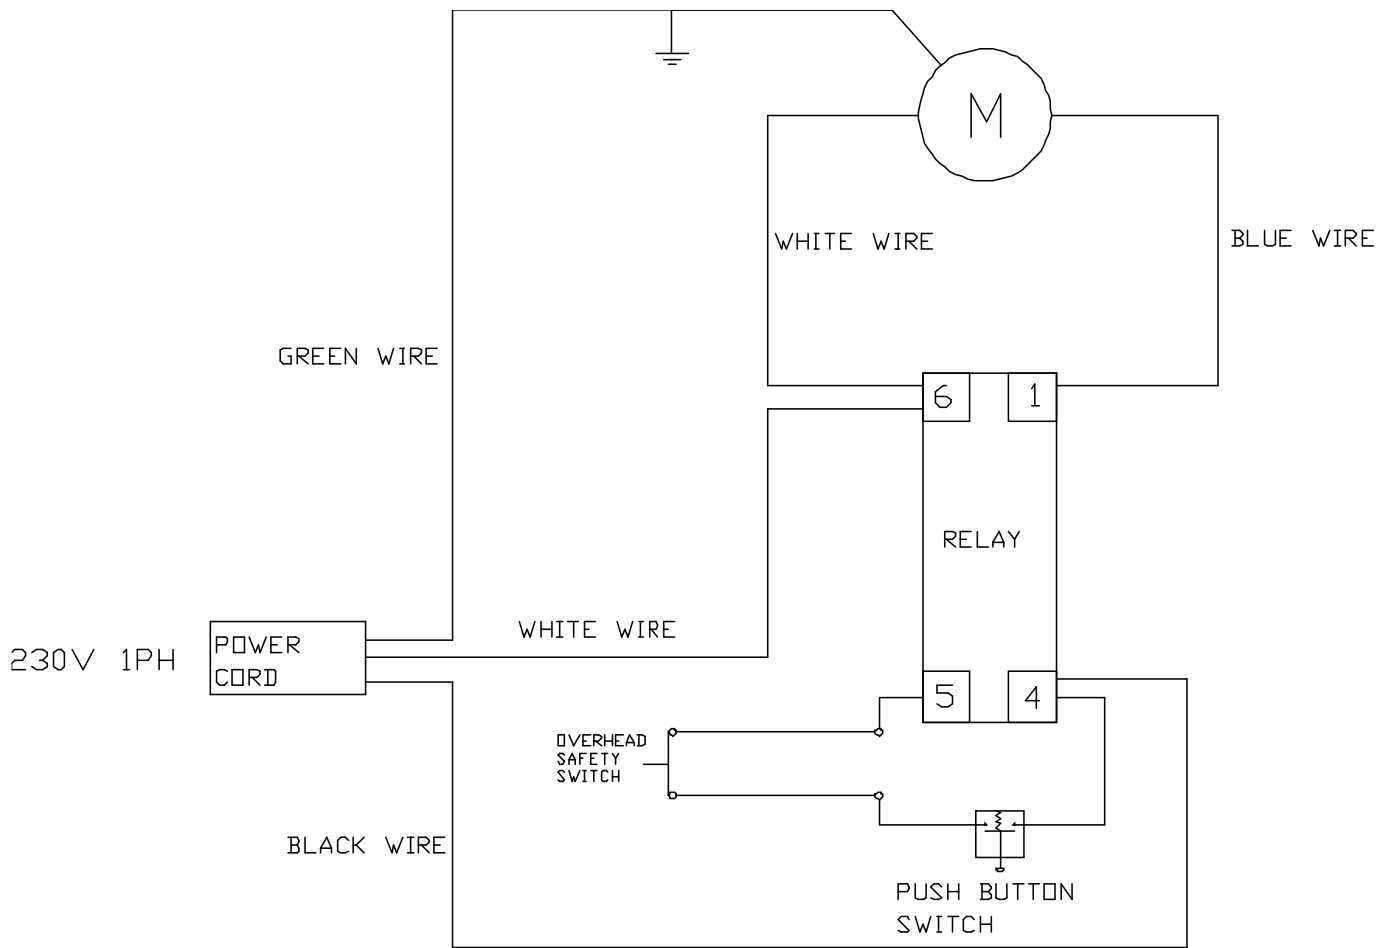 M
WHITE WIRE
BLUE WIRE
GREEN WIRE
6
1
RELAY
WHITE WIRE
230V 1PH
POWER
CORD
5
4
OVERHEAD
SAFETY
SWITCH
BLACK WIRE
PUSH BUTTON
SWITCH